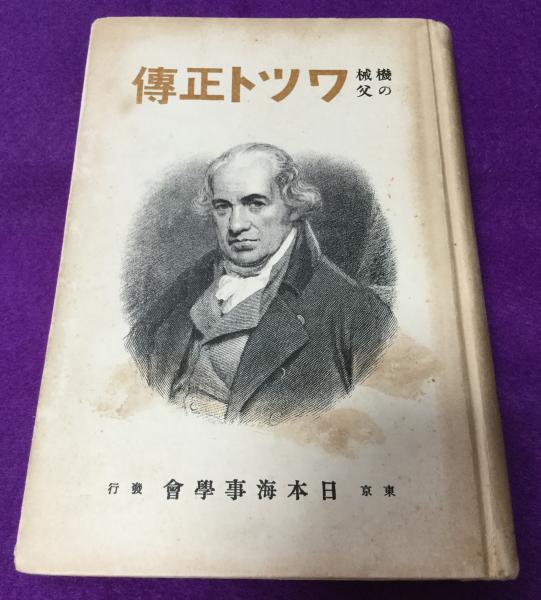 機械の父
ワツト正傳
東京 日本海事學會 發行